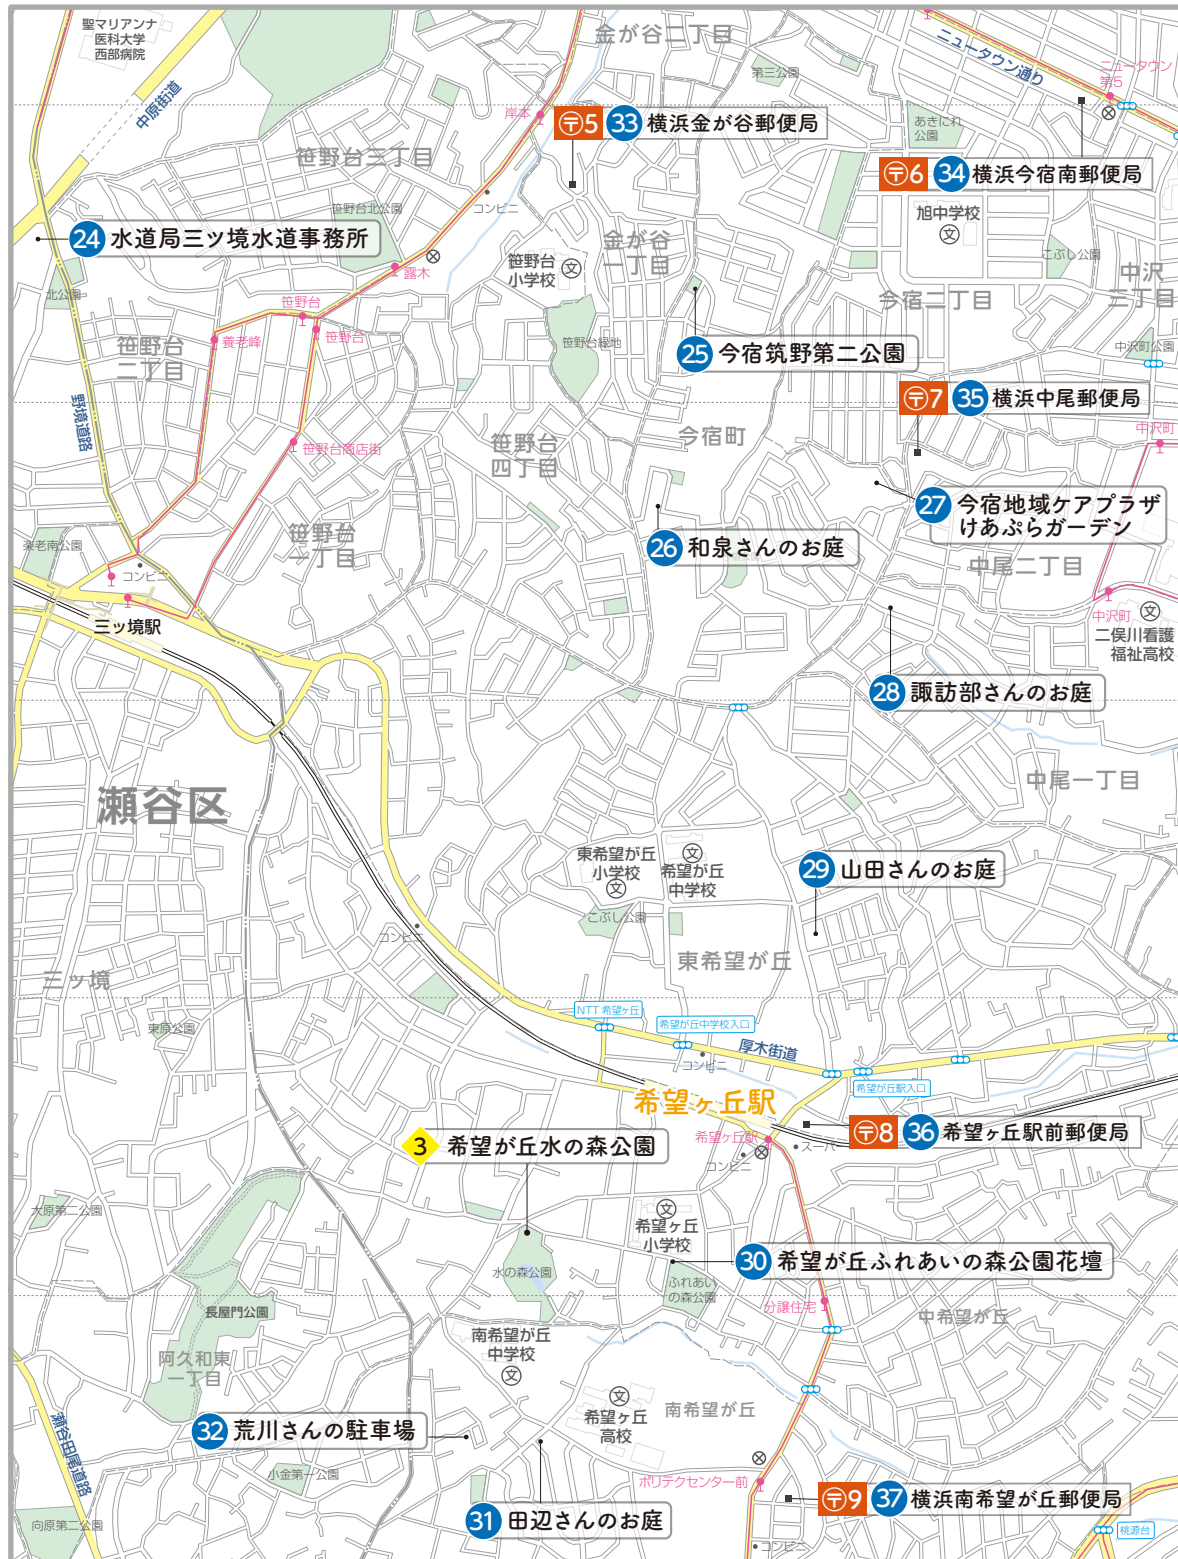 聖マリアンナ
医科大学
西部病院
中原街道
金が谷二丁目
第三公園
ニュータウン通り
ニュータウン
第5
岸本
〒5 33 横浜金が谷郵便局
あきにれ
公園
笹野台三丁目
〒6 34 横浜今宿南郵便局
笹野台北公園
コンビニ
旭中学校
文
24 水道局三ツ境水道事務所
金が谷
一丁目
笹野台
小学校
文
こぶし公園
露木
中沢
三丁目
北公園
笹野台
今宿二丁目
笹野台
養老峰
笹野台
二丁目
笹野台緑地
25 今宿筑野第二公園
中沢町公園
〒7 35 横浜中尾郵便局
野境道路
笹野台商店街
笹野台
四丁目
今宿町
中沢町
27 今宿地域ケアプラザ
けあぷらガーデン
笹野台
一丁目
楽老南公園
26 和泉さんのお庭
コンビニ
中尾二丁目
三ツ境駅
中沢町
文
二俣川看護
福祉高校
28 諏訪部さんのお庭
瀬谷区
中尾一丁目
東希望が丘
小学校
文
文
希望が丘
中学校
29 山田さんのお庭
こぶし公園
コンビニ
東希望が丘
三ッ境
東原公園
NTT 希望ヶ丘
希望が丘中学校入口
厚木街道
コンビニ
希望が丘駅入口
希望ヶ丘駅
〒8 36 希望ヶ丘駅前郵便局
希望ヶ丘駅
コンビニ
スーパー
3 希望が丘水の森公園
大原第二公園
文
希望ヶ丘
小学校
30 希望が丘ふれあいの森公園花壇
水の森公園
ふれあい
の森公園
長屋門公園
分譲住宅
中希望が丘
南希望が丘
中学校
文
阿久和東
一丁目
文
希望ヶ丘
高校
南希望が丘
32 荒川さんの駐車場
瀬谷田尾道路
小金第一公園
ポリテクセンター前
〒9 37 横浜南希望が丘郵便局
31 田辺さんのお庭
向原第二公園
コンビニ
桃源台